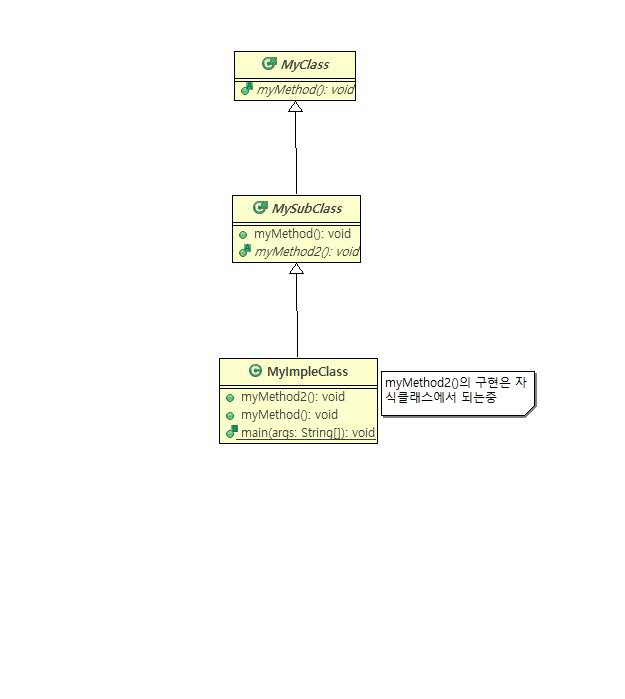 MyClass
myMethod(): void
MySubClass
myMethod(): void
myMethod2(): void
MyImpleClass
myMethod2(): void
myMethod(): void
main(args: String[]): void
myMethod2()의 구현은 자
식클래스에서 되는중